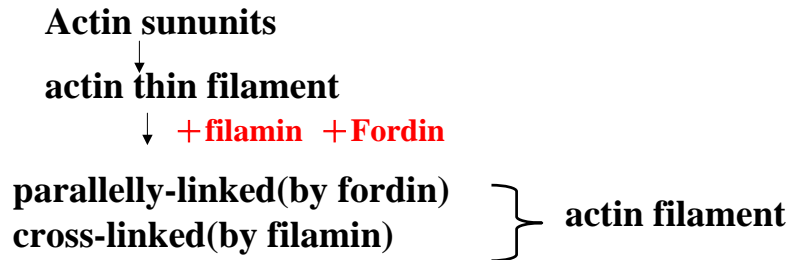 Actin sununits
actin thin filament
+filamin +Fordin
parallelly-linked(by fordin)
cross-linked(by filamin)
actin filament